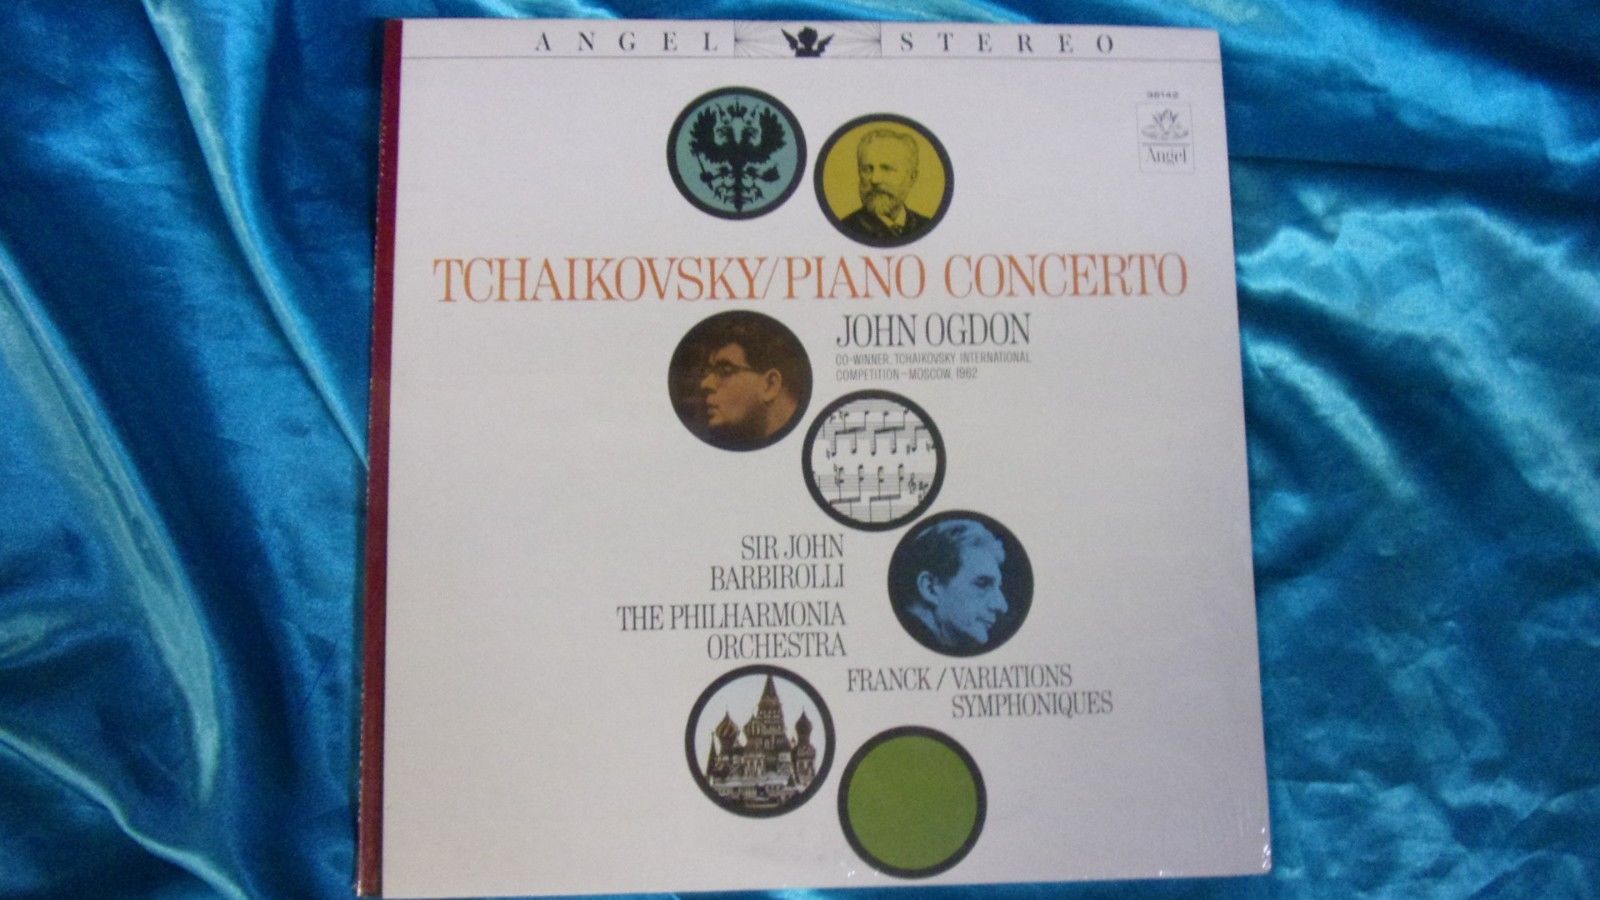 ANGEL STEREO
Angel
TCHAIKOVSKY/PIANO CONCERTO
JOHN OGDON
CO-WINNER, TCHAIKOVSKY INTERNATIONAL
COMPETITION—MOSCOW, 1962
SIR JOHN
BARBIROLLI
THE PHILHARMONIA
ORCHESTRA
FRANCK / VARIATIONS
SYMPHONIQUES